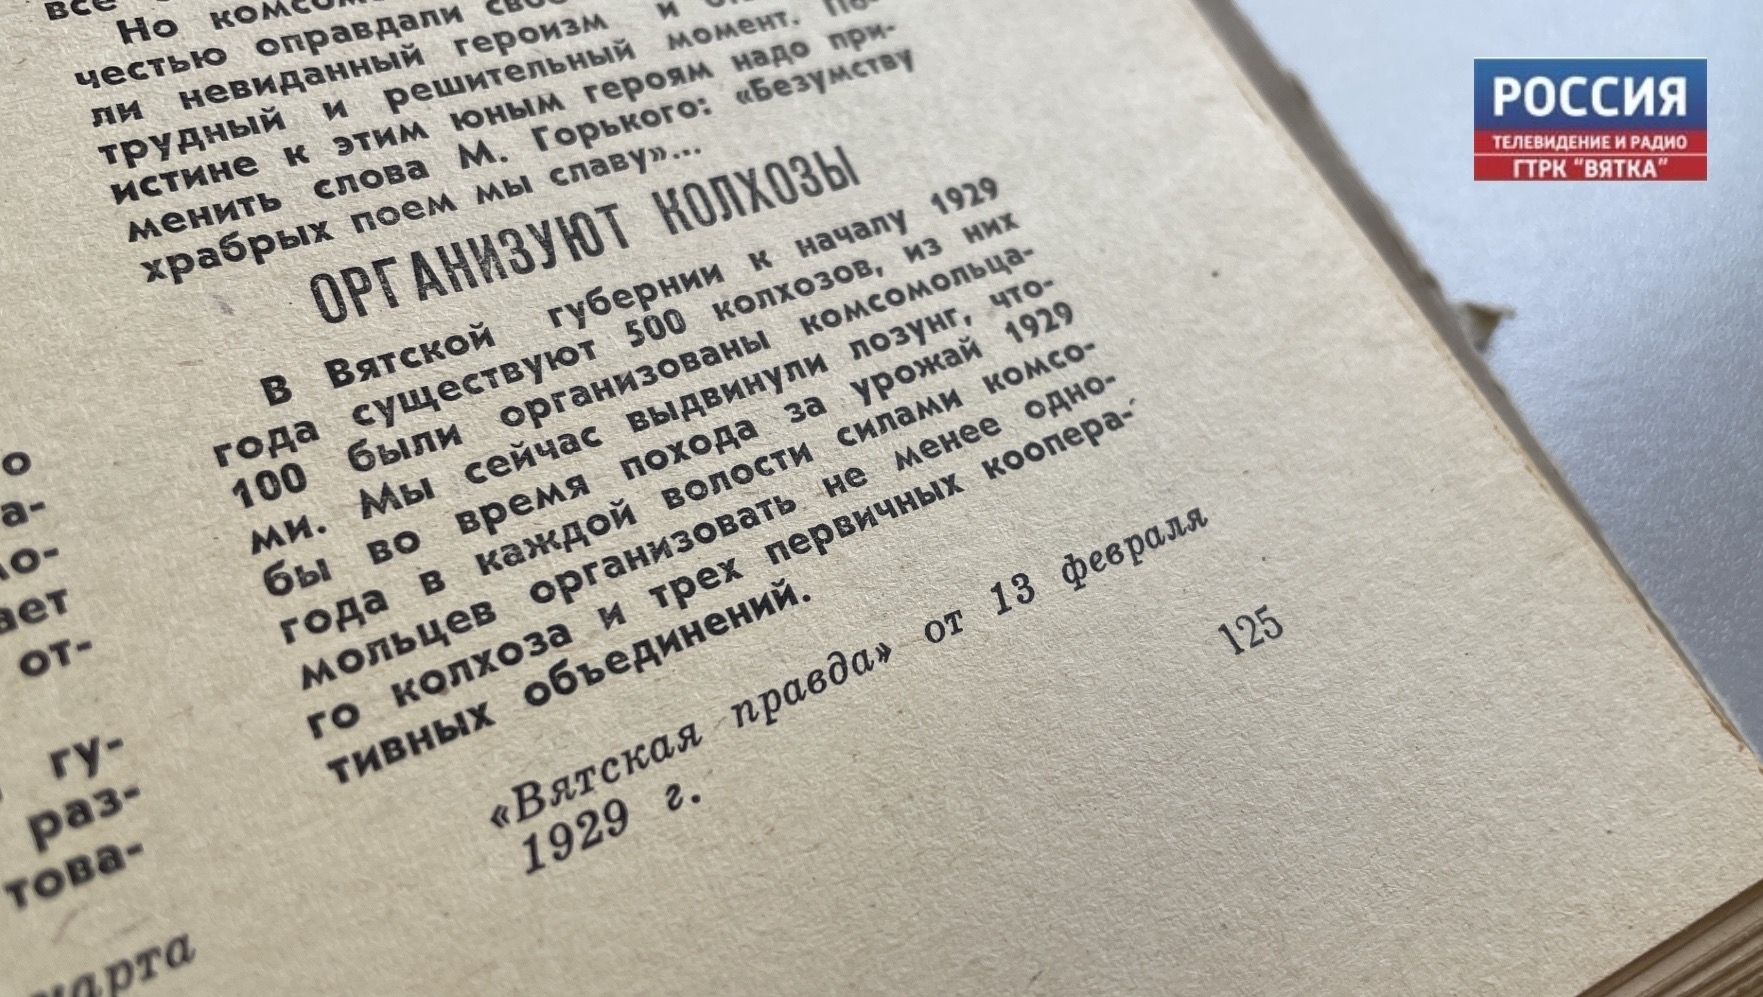 все
Но
честью оправдали
ли невиданный героизм и
трудный и решительный момент.
истине к этим юным героям надо при-
менить слова М. Горького: «Безумству
храбрых поем мы славу»...
ОРГАНИЗУЮТ КОЛХОЗЫ
В Вятской губернии к началу 1929
года существуют 500 колхозов, из них
100 были организованы комсомольца-
ми. Мы сейчас выдвинули лозунг, что-
бы во время похода за урожай 1929
года в каждой волости силами комсо-
мольцев организовать не менее одно-
го колхоза и трех первичных коопера-
тивных объединений.
«Вятская правда» от 13 февраля
1929 г.
125
о
а-
от-
гу-
раз-
това-
марта
РОССИЯ
ТЕЛЕВИДЕНИЕ И РАДИО
ГТРК "ВЯТКА"